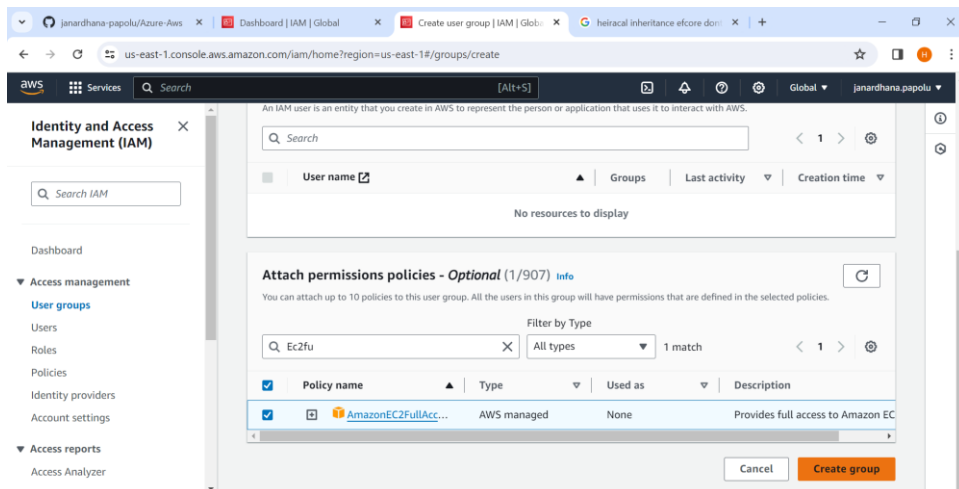 janardhana-papolu/Azure-Aws
Dashboard | IAM | Global
Create user group | IAM | Globa
heiracal inheritance efcore dont
us-east-1.console.aws.amazon.com/iam/home?region=us-east-1#/groups/create
H
aws Services Search [Alt+S] Global janardhana.papolu
Identity and Access
Management (IAM)
Search IAM
Dashboard
Access management
User groups
Users
Roles
Policies
Identity providers
Account settings
Access reports
Access Analyzer
An IAM user is an entity that you create in AWS to represent the person or application that uses it to interact with AWS.
Search 1
User name Groups Last activity Creation time
No resources to display
Attach permissions policies - Optional (1/907) Info
You can attach up to 10 policies to this user group. All the users in this group will have permissions that are defined in the selected policies.
Filter by Type
Ec2fu All types 1 match 1
Policy name Type Used as Description
AmazonEC2FullAcc... AWS managed None Provides full access to Amazon EC
Cancel Create group